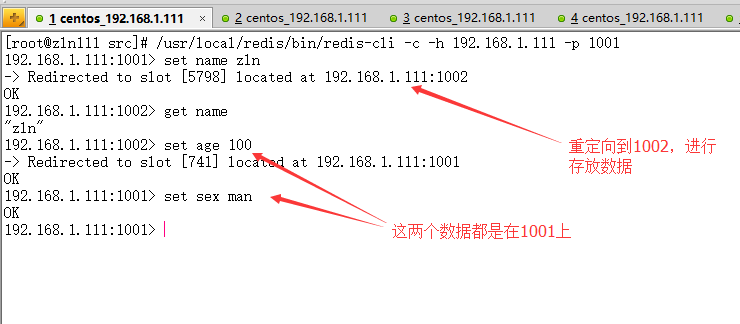 1 centos_192.168.1.111
2 centos_192.168.1.111
3 centos_192.168.1.111
4 centos_192.168.1.111
5 cento
[root@zln111 src]# /usr/local/redis/bin/redis-cli -c -h 192.168.1.111 -p 1001
192.168.1.111:1001> set name zln
-> Redirected to slot [5798] located at 192.168.1.111:1002
OK
192.168.1.111:1002> get name
"zln"
192.168.1.111:1002> set age 100
-> Redirected to slot [741] located at 192.168.1.111:1001
OK
192.168.1.111:1001> set sex man
OK
192.168.1.111:1001>
重定向到1002，进行
存放数据
这两个数据都是在1001上